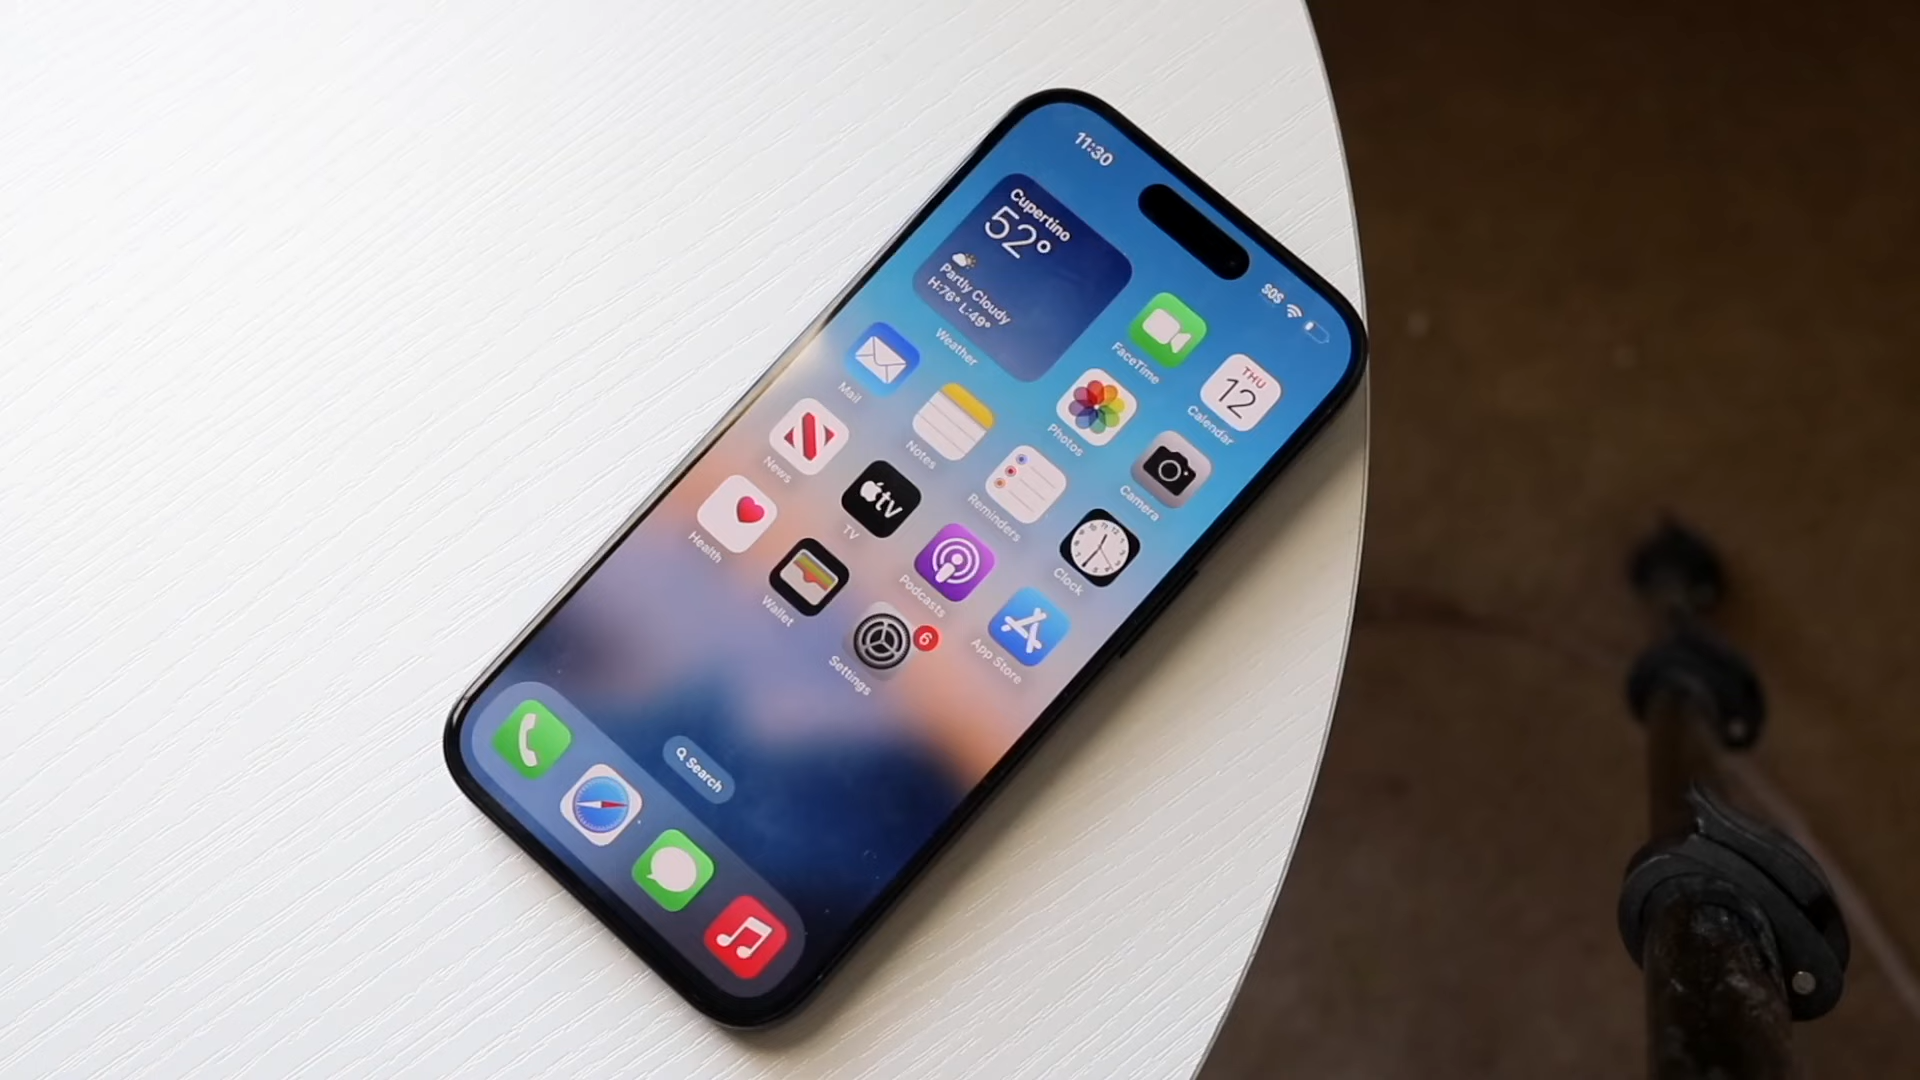 11:30
SOS
Cupertino
52°
Partly Cloudy
H:76° L:49°
Weather
FaceTime
THU
12
Calendar
Mail
Notes
Photos
Camera
News
tv
TV
Reminders
Clock
Health
Wallet
Podcasts
App Store
6
Settings
Search